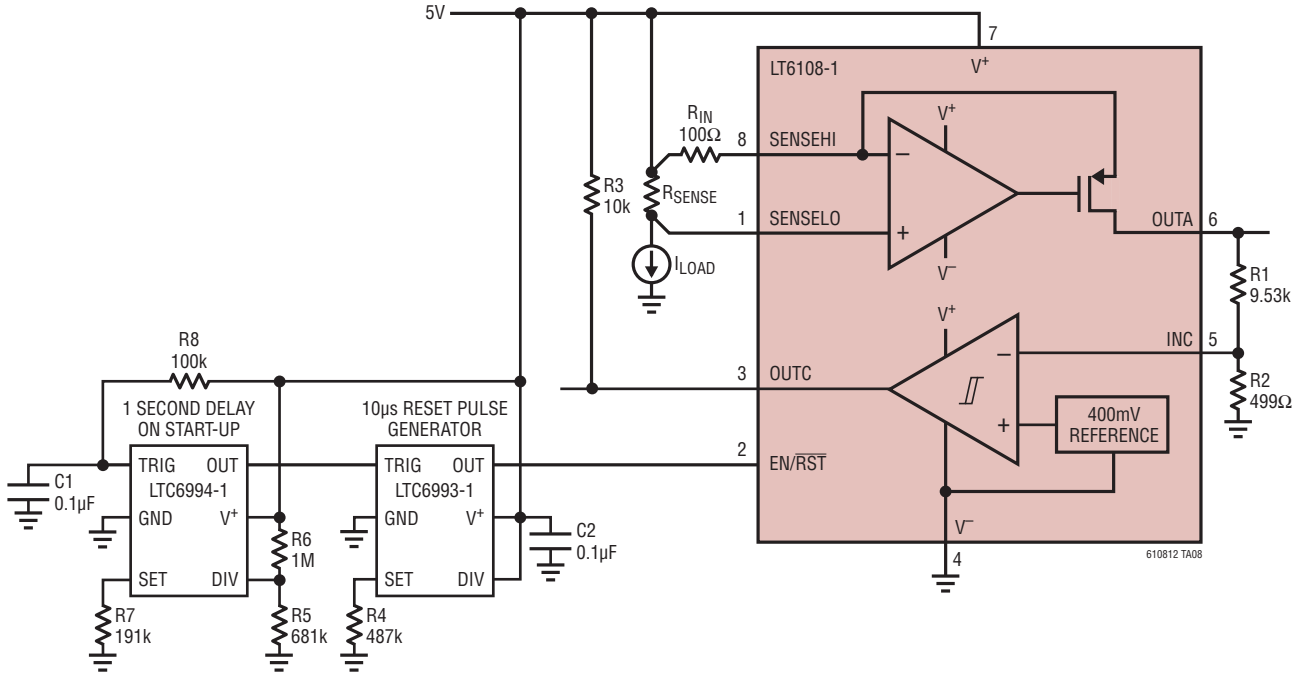 5V
7
LT6108-1
V+
RIN
100Ω
8
SENSEHI
V+
−
R3
10k
RSENSE
1
SENSELO
+
V−
OUTA
6
ILOAD
R1
9.53k
V+
INC
5
−
3
OUTC
R2
499Ω
400mV
REFERENCE
+
R8
100k
1 SECOND DELAY
ON START-UP
10µs RESET PULSE
GENERATOR
2
EN/RST
TRIG
OUT
LTC6994-1
GND
V+
SET
DIV
C1
0.1µF
TRIG
OUT
LTC6993-1
GND
V+
SET
DIV
R6
1M
C2
0.1µF
V−
4
610812 TA08
R7
191k
R5
681k
R4
487k